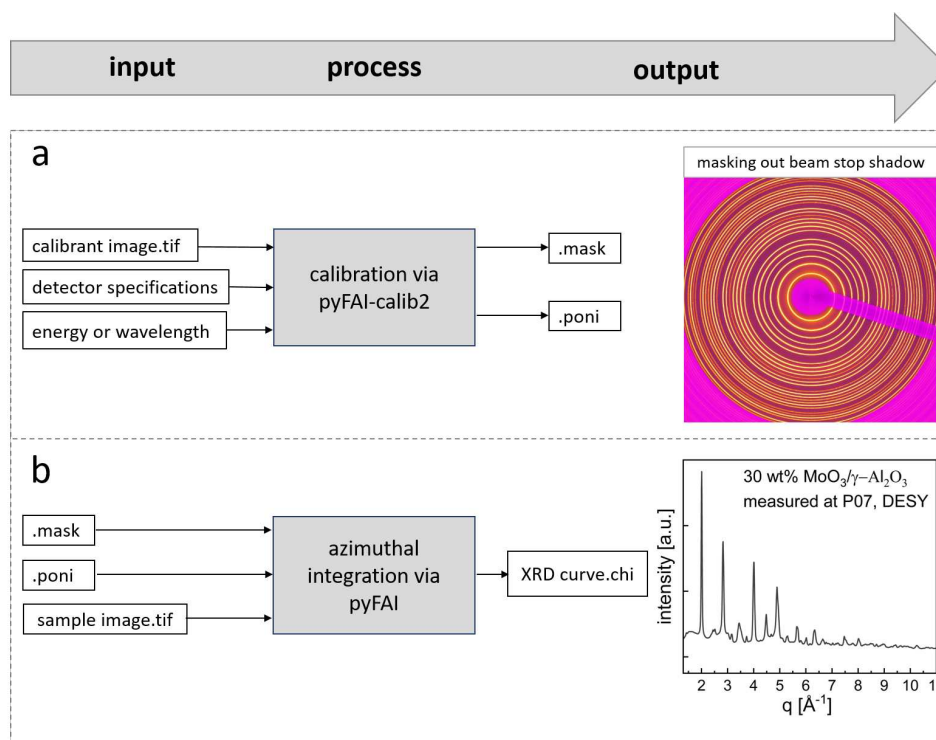 input process output
a
masking out beam stop shadow
calibrant image.tif
detector specifications
energy or wavelength
calibration via
pyFAI-calib2
.mask
.poni
b
.mask
.poni
sample image.tif
azimuthal
integration via
pyFAI
XRD curve.chi
30 wt% MoO₃/γ−Al₂O₃
measured at P07, DESY
intensity [a.u.]
2 3 4 5 6 7 8 9 10 11
q [Å⁻¹]